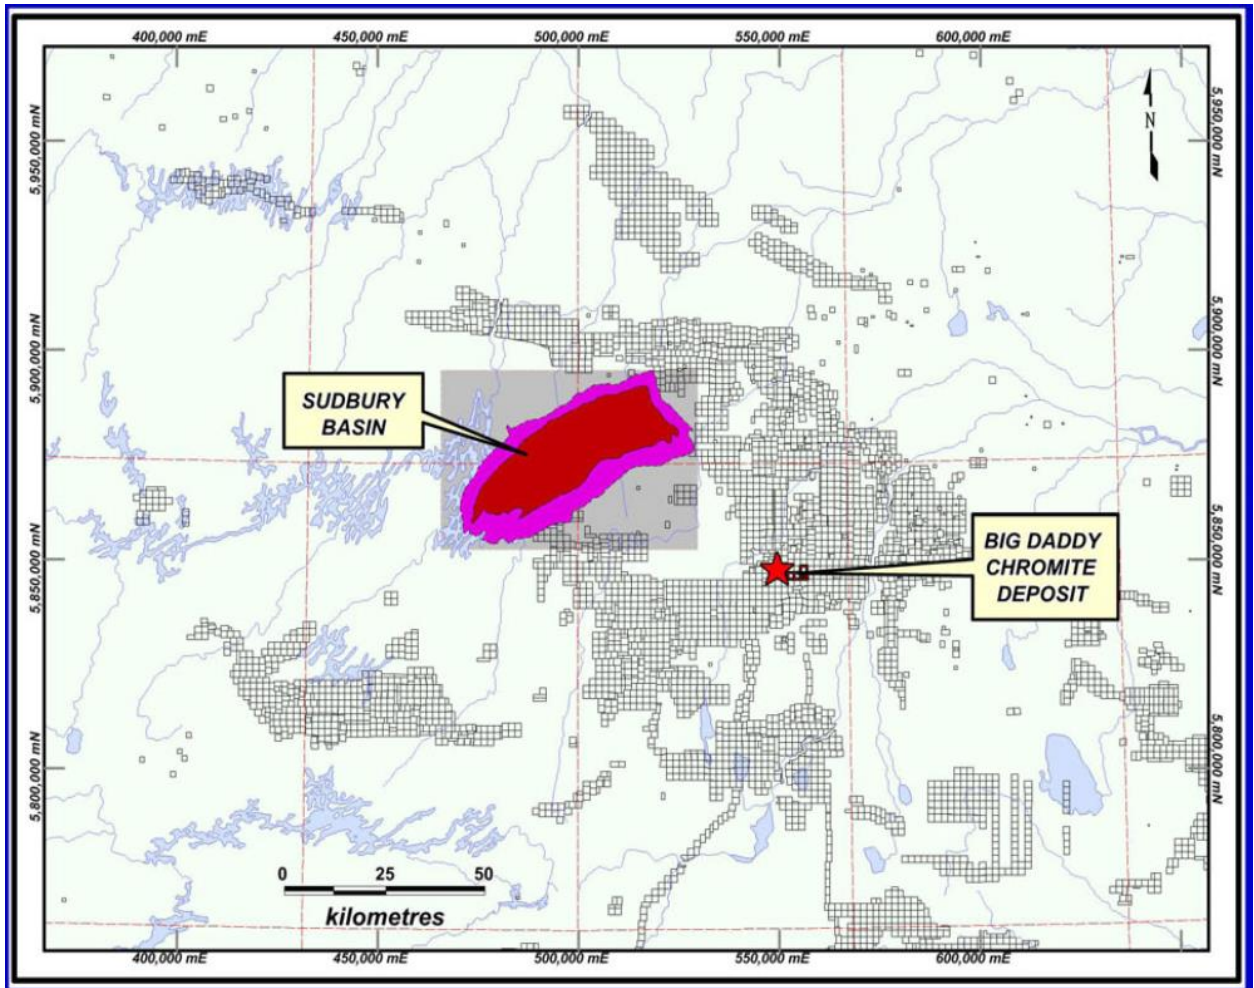 400,000 mE
450,000 mE
500,000 mE
550,000 mE
600,000 mE
5,950,000 mN
5,950,000 mN
N
5,900,000 mN
5,900,000 mN
SUDBURY
BASIN
5,850,000 mN
5,850,000 mN
BIG DADDY
CHROMITE
DEPOSIT
5,800,000 mN
5,800,000 mN
0 25 50
kilometres
400,000 mE
450,000 mE
500,000 mE
550,000 mE
600,000 mE